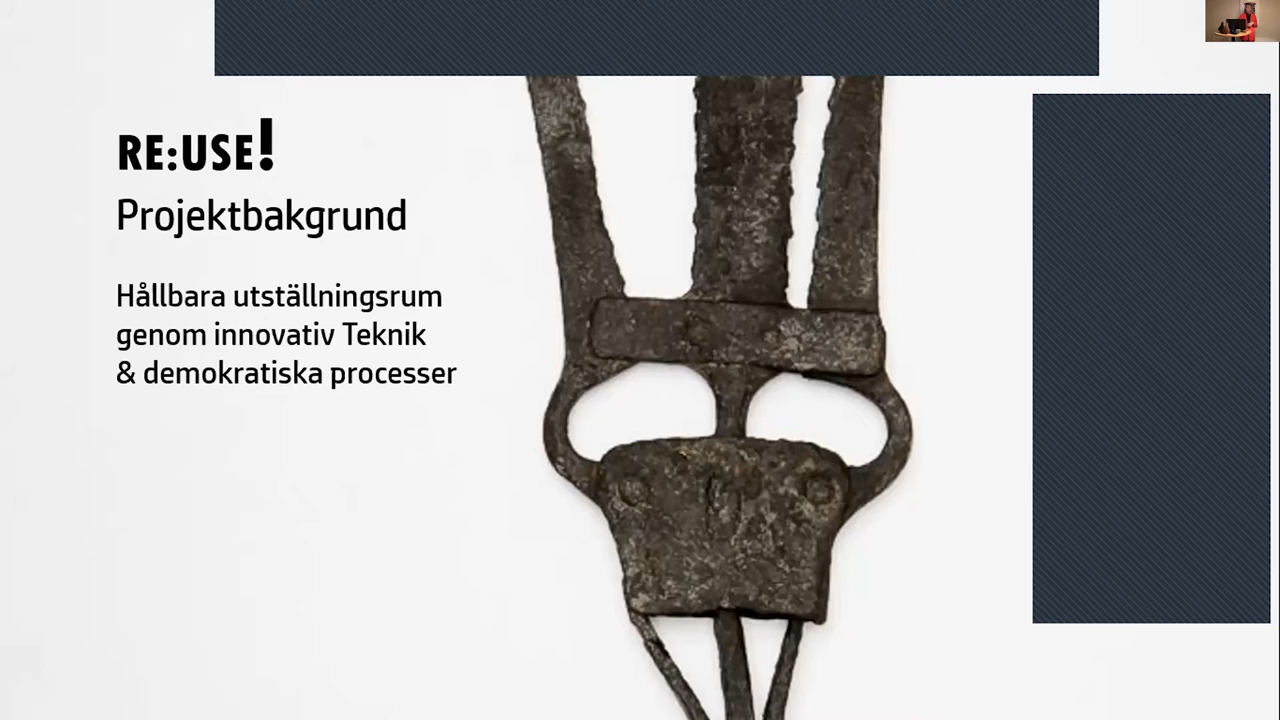 RE:USE!
Projektbakgrund
Hållbara utställningsrum
genom innovativ Teknik
& demokratiska processer